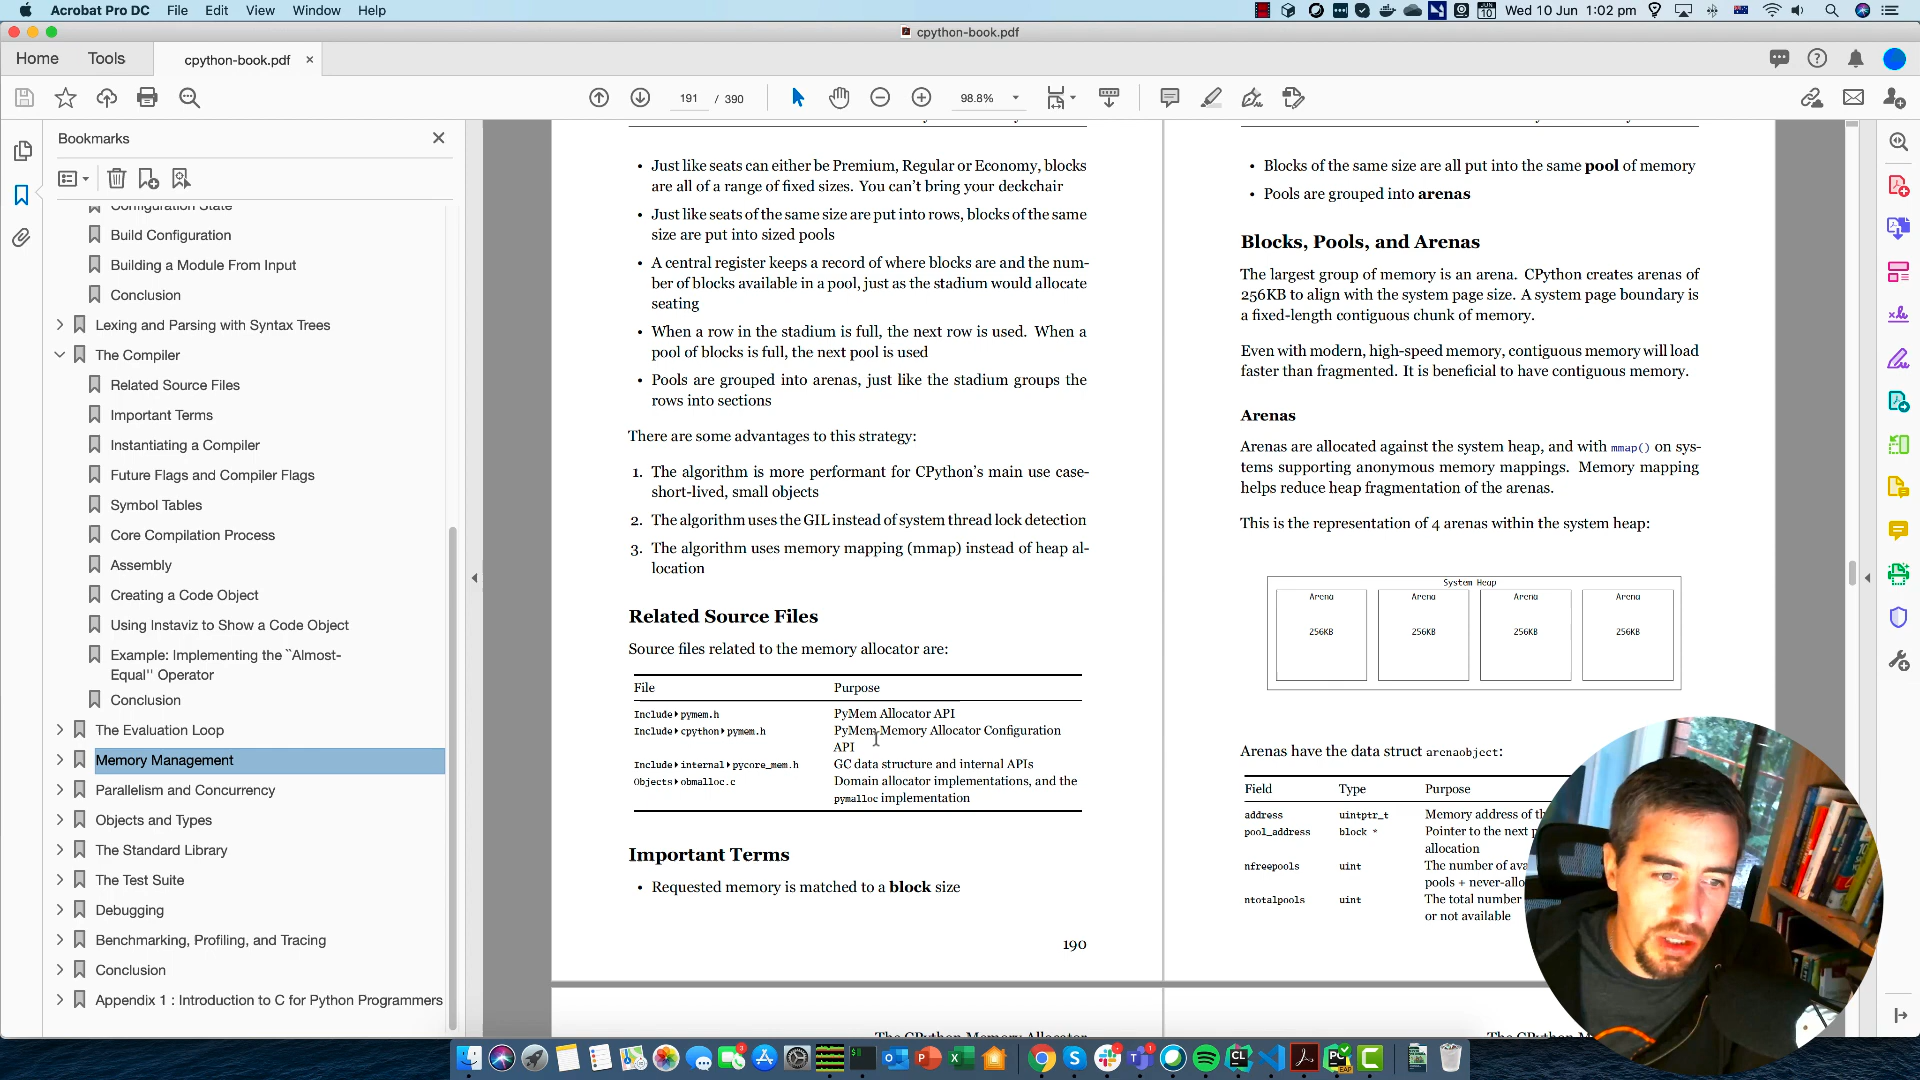 Acrobat Pro DC File Edit View Window Help
Wed 10 Jun 1:02 pm
cpython-book.pdf
Home Tools cpython-book.pdf ×
191 / 390 98.8%
Bookmarks
Configuration State
Build Configuration
Building a Module From Input
Conclusion
Lexing and Parsing with Syntax Trees
The Compiler
Related Source Files
Important Terms
Instantiating a Compiler
Future Flags and Compiler Flags
Symbol Tables
Core Compilation Process
Assembly
Creating a Code Object
Using Instaviz to Show a Code Object
Example: Implementing the ``Almost-
Equal'' Operator
Conclusion
The Evaluation Loop
Memory Management
Parallelism and Concurrency
Objects and Types
The Standard Library
The Test Suite
Debugging
Benchmarking, Profiling, and Tracing
Conclusion
Appendix 1 : Introduction to C for Python Programmers
• Just like seats can either be Premium, Regular or Economy, blocks
are all of a range of fixed sizes. You can't bring your deckchair
• Just like seats of the same size are put into rows, blocks of the same
size are put into sized pools
• A central register keeps a record of where blocks are and the num-
ber of blocks available in a pool, just as the stadium would allocate
seating
• When a row in the stadium is full, the next row is used. When a
pool of blocks is full, the next pool is used
• Pools are grouped into arenas, just like the stadium groups the
rows into sections
There are some advantages to this strategy:
1. The algorithm is more performant for CPython's main use case-
short-lived, small objects
2. The algorithm uses the GIL instead of system thread lock detection
3. The algorithm uses memory mapping (mmap) instead of heap al-
location
Related Source Files
Source files related to the memory allocator are:
File Purpose
Include▸pymem.h PyMem Allocator API
Include▸cpython▸pymem.h PyMem Memory Allocator Configuration
API
Include▸internal▸pycore_mem.h GC data structure and internal APIs
Objects▸obmalloc.c Domain allocator implementations, and the
pymalloc implementation
Important Terms
• Requested memory is matched to a block size
190
The CPython Memory Allocator
• Blocks of the same size are all put into the same pool of memory
• Pools are grouped into arenas
Blocks, Pools, and Arenas
The largest group of memory is an arena. CPython creates arenas of
256KB to align with the system page size. A system page boundary is
a fixed-length contiguous chunk of memory.
Even with modern, high-speed memory, contiguous memory will load
faster than fragmented. It is beneficial to have contiguous memory.
Arenas
Arenas are allocated against the system heap, and with mmap() on sys-
tems supporting anonymous memory mappings. Memory mapping
helps reduce heap fragmentation of the arenas.
This is the representation of 4 arenas within the system heap:
System Heap
Arena Arena Arena Arena
256KB 256KB 256KB 256KB
Arenas have the data struct arenaobject:
Field Type Purpose
address uintptr_t Memory address of th
pool_address block * Pointer to the next p
allocation
nfreepools uint The number of ava
pools + never-allo
ntotalpools uint The total number
or not available
The CPython Me